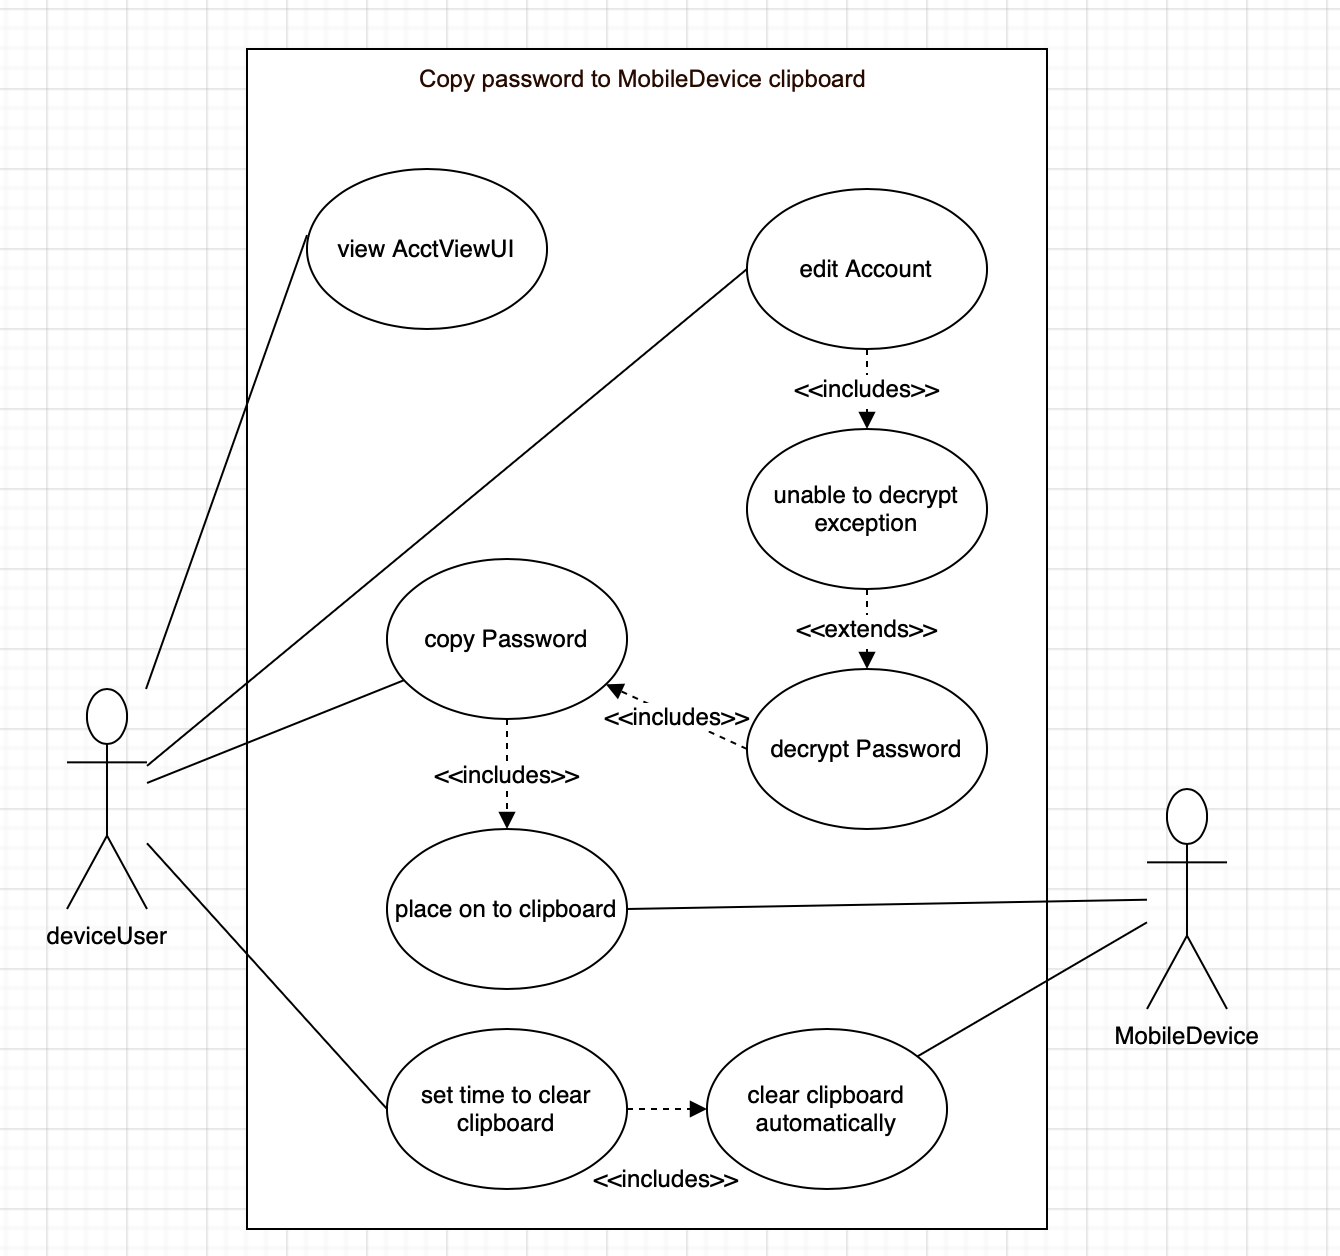 Copy password to MobileDevice clipboard
view AcctViewUI
edit Account
<<includes>>
unable to decrypt
exception
<<extends>>
copy Password
<<includes>>
decrypt Password
<<includes>>
place on to clipboard
deviceUser
MobileDevice
set time to clear
clipboard
clear clipboard
automatically
<<includes>>